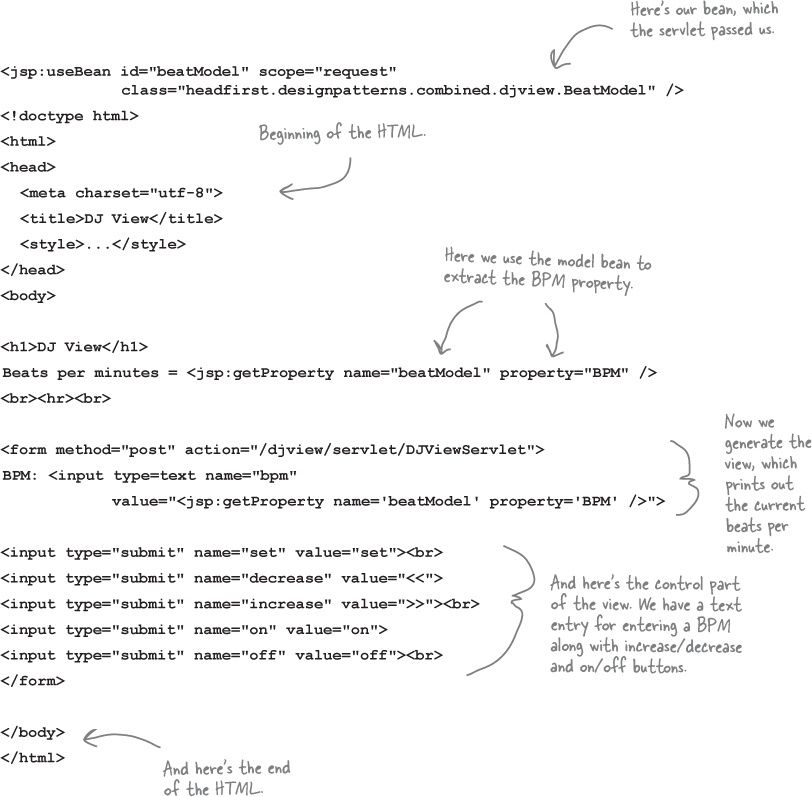 Here's our bean, which
the servlet passed us.
<jsp:useBean id="beatModel" scope="request"
class="headfirst.designpatterns.combined.djview.BeatModel" />
<!doctype html>
<html>
Beginning of the HTML.
<head>
<meta charset="utf-8">
<title>DJ View</title>
<style>...</style>
</head>
Here we use the model bean to
extract the BPM property.
<body>
<h1>DJ View</h1>
Beats per minutes = <jsp:getProperty name="beatModel" property="BPM" />
<br><hr><br>
<form method="post" action="/djview/servlet/DJViewServlet">
BPM: <input type=text name="bpm"
value="<jsp:getProperty name='beatModel' property='BPM' />">
Now we
generate the
view, which
prints out
the current
beats per
minute.
<input type="submit" name="set" value="set"><br>
<input type="submit" name="decrease" value="<<">
<input type="submit" name="increase" value=">>"><br>
<input type="submit" name="on" value="on">
<input type="submit" name="off" value="off"><br>
</form>
And here's the control part
of the view. We have a text
entry for entering a BPM
along with increase/decrease
and on/off buttons.
</body>
</html>
And here's the end
of the HTML.